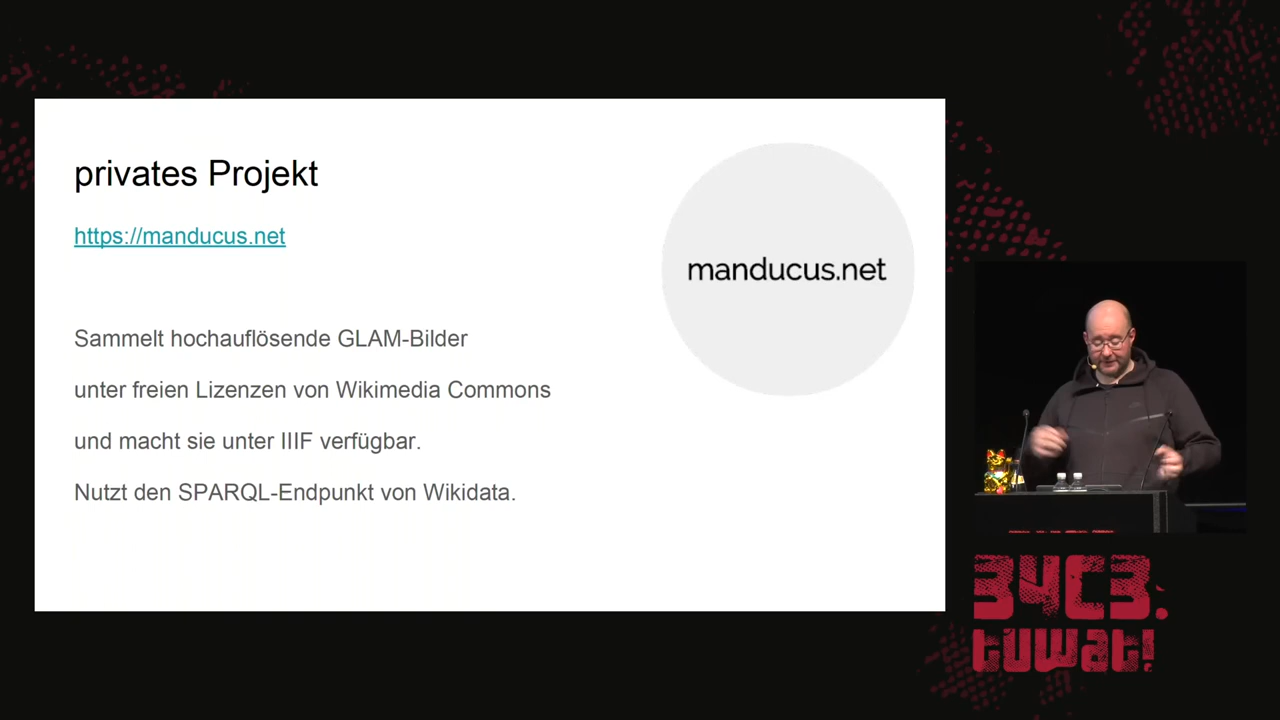 privates Projekt
https://manducus.net
manducus.net
Sammelt hochauflösende GLAM-Bilder
unter freien Lizenzen von Wikimedia Commons
und macht sie unter IIIF verfügbar.
Nutzt den SPARQL-Endpunkt von Wikidata.
34C3.
tuwat!